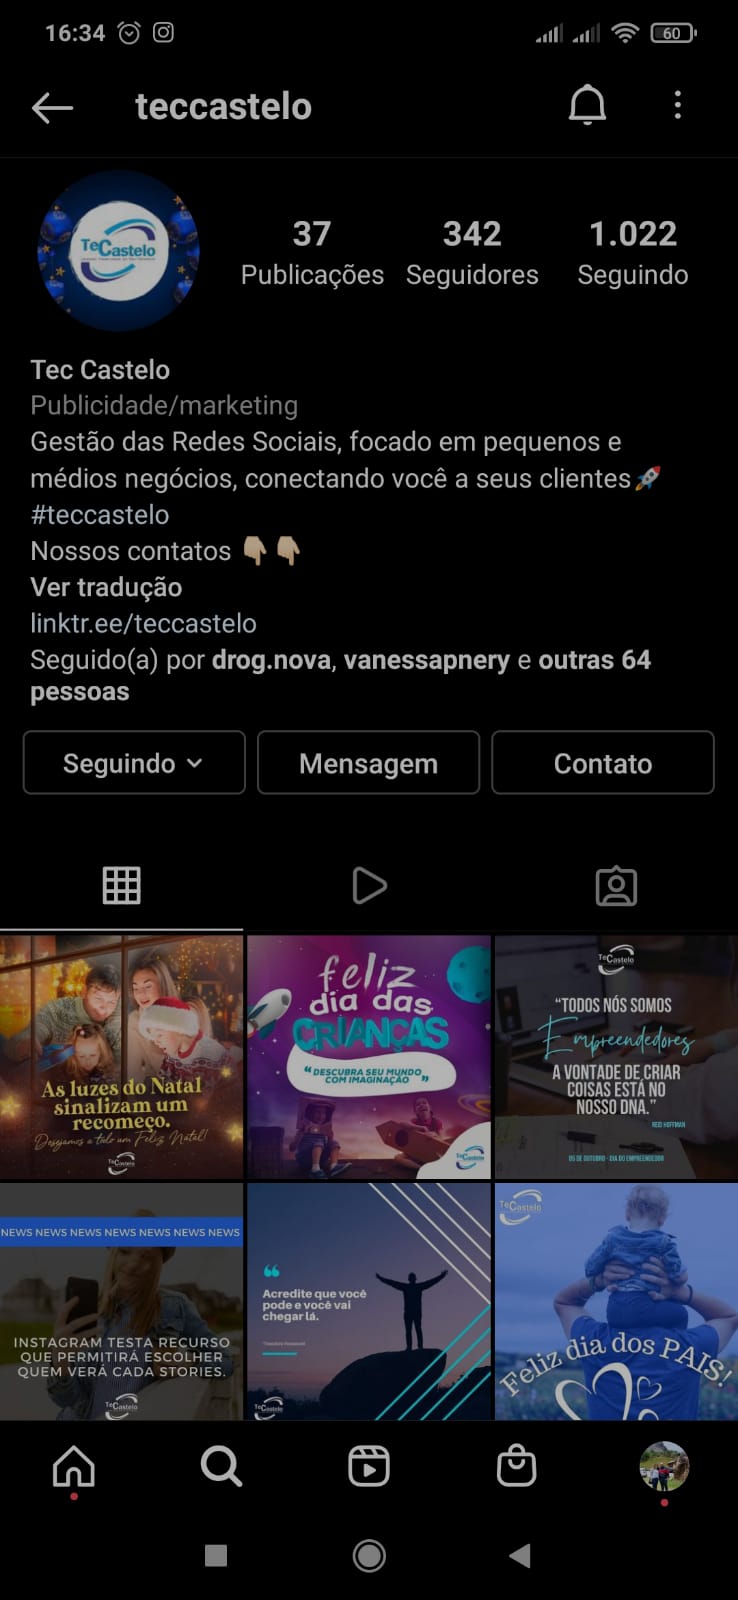 16:34
60
teccastelo
TeCastelo
37
342
1.022
Publicações
Seguidores
Seguindo
Tec Castelo
Publicidade/marketing
Gestão das Redes Sociais, focado em pequenos e
médios negócios, conectando você a seus clientes🚀
#teccastelo
Nossos contatos 👇🏼👇🏼
Ver tradução
linktr.ee/teccastelo
Seguido(a) por drog.nova, vanessapnery e outras 64
pessoas
Seguindo
Mensagem
Contato
As luzes do Natal
sinalizam um
recomeço.
Desejamos a todo um Feliz Natal!
TeCastelo
feliz
dia das
CRIANÇAS
“DESCUBRA SEU MUNDO
COM IMAGINAÇÃO”
TeCastelo
TeCastelo
“TODOS NÓS SOMOS
Empreendedores
A VONTADE DE CRIAR
COISAS ESTÁ NO
NOSSO DNA.”
REID HOFFMAN
05 DE OUTUBRO - DIA DO EMPREENDEDOR
NEWS NEWS NEWS NEWS NEWS NEWS NEWS
INSTAGRAM TESTA RECURSO
QUE PERMITIRÁ ESCOLHER
QUEM VERÁ CADA STORIES.
TeCastelo
“
Acredite que você
pode e você vai
chegar lá.
TeCastelo
TeCastelo
Feliz dia dos PAIS!